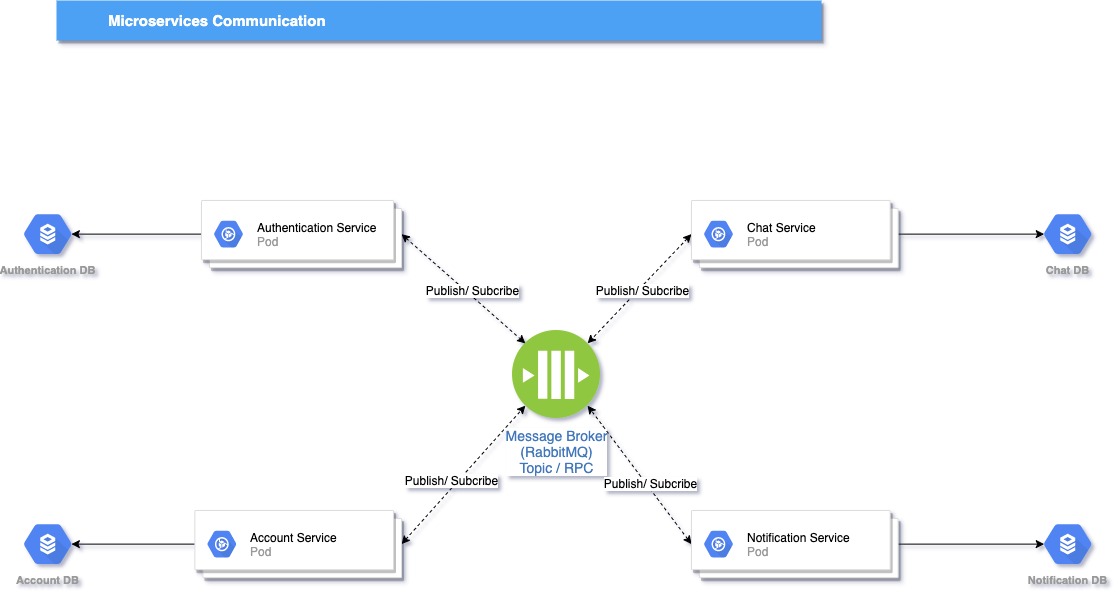 Microservices Communication
Authentication Service
Pod
Chat Service
Pod
Authentication DB
Chat DB
Publish/ Subcribe
Publish/ Subcribe
Message Broker
(RabbitMQ)
Topic / RPC
Publish/ Subcribe
Publish/ Subcribe
Account Service
Pod
Notification Service
Pod
Account DB
Notification DB